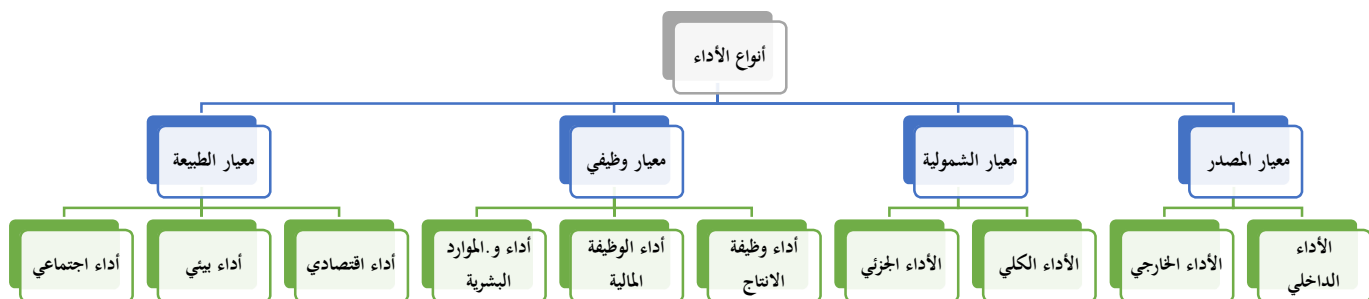 أنواع الأداء
معيار المصدر
معيار الشمولية
معيار وظيفي
معيار الطبيعة
الأداء
الداخلي
الأداء الخارجي
الأداء الكلي
الأداء الجزئي
أداء وظيفة
الانتاج
أداء الوظيفة
المالية
أداء و.الموارد
البشرية
أداء اقتصادي
أداء بيئي
أداء اجتماعي